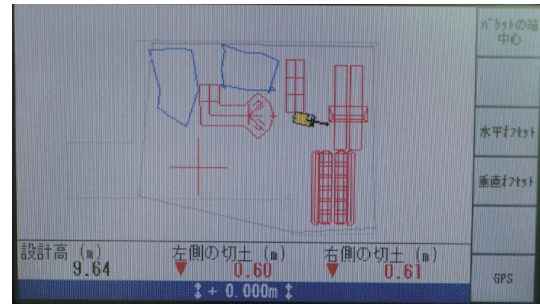 バケットの端
中心
水平オフセット
垂直オフセット
設計高 (m)
9.64
左側の切土 (m)
▼ 0.60
右側の切土 (m)
▼ 0.61
GPS
↕ + 0.000m ↕